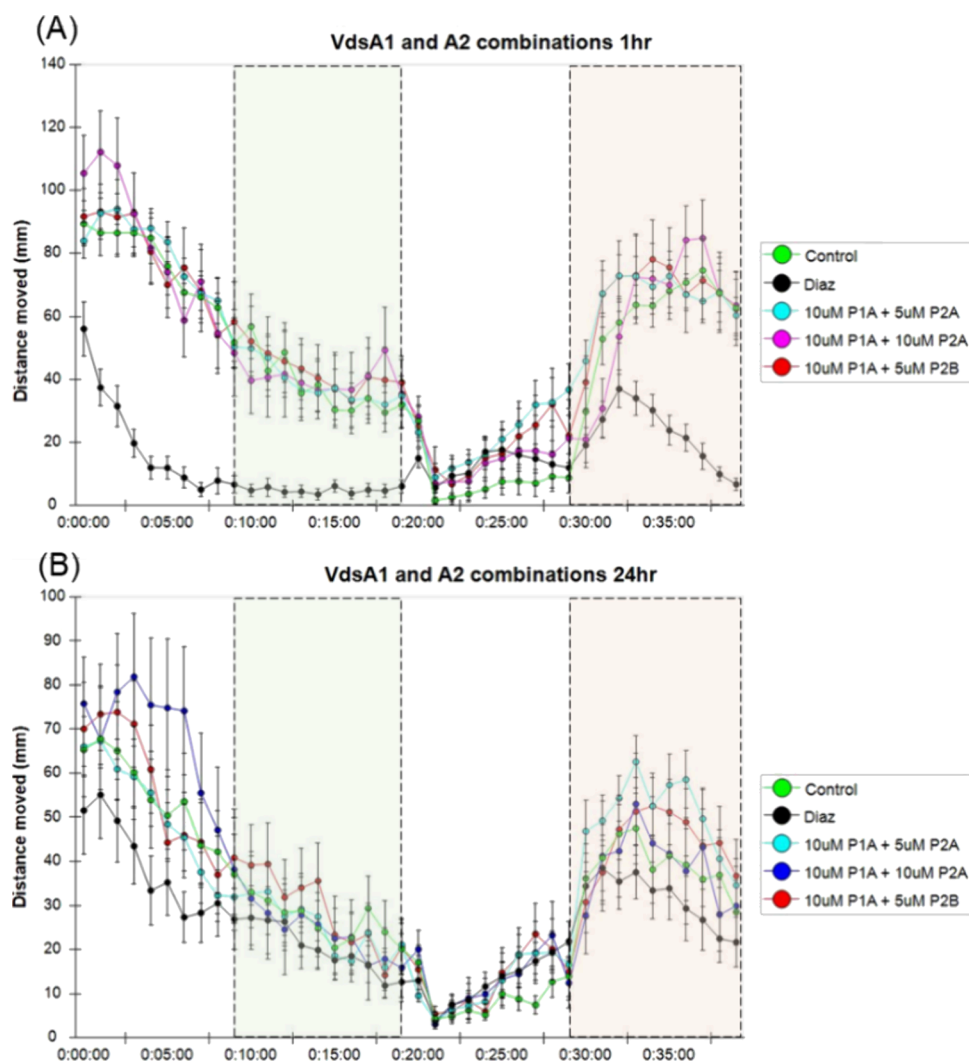 (A)
VdsA1 and A2 combinations 1hr
Distance moved (mm)
140
120
100
80
60
40
20
0
0:00:00 0:05:00 0:10:00 0:15:00 0:20:00 0:25:00 0:30:00 0:35:00
Control
Diaz
10uM P1A + 5uM P2A
10uM P1A + 10uM P2A
10uM P1A + 5uM P2B
(B)
VdsA1 and A2 combinations 24hr
Distance moved (mm)
100
90
80
70
60
50
40
30
20
10
0
0:00:00 0:05:00 0:10:00 0:15:00 0:20:00 0:25:00 0:30:00 0:35:00
Control
Diaz
10uM P1A + 5uM P2A
10uM P1A + 10uM P2A
10uM P1A + 5uM P2B